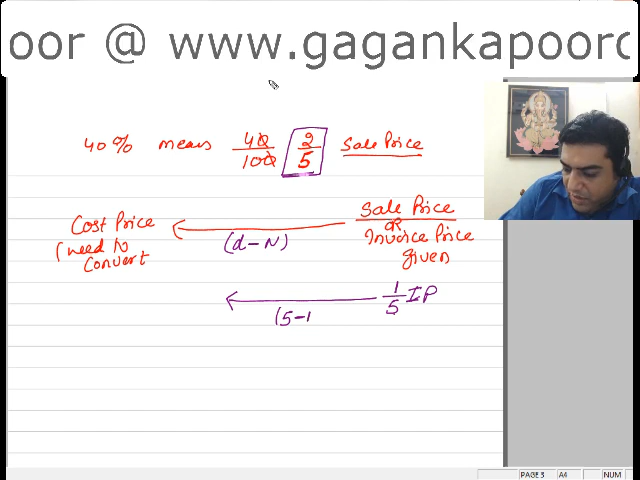 oor @ www.gagankapoorc
40% means 40/100 2/5 Sale Price
Cost Price
(need to
convert
(d-N)
Sale Price
or
Invoice Price
given
1/5 IP
(5-1
PAGE 3 A4 NUM